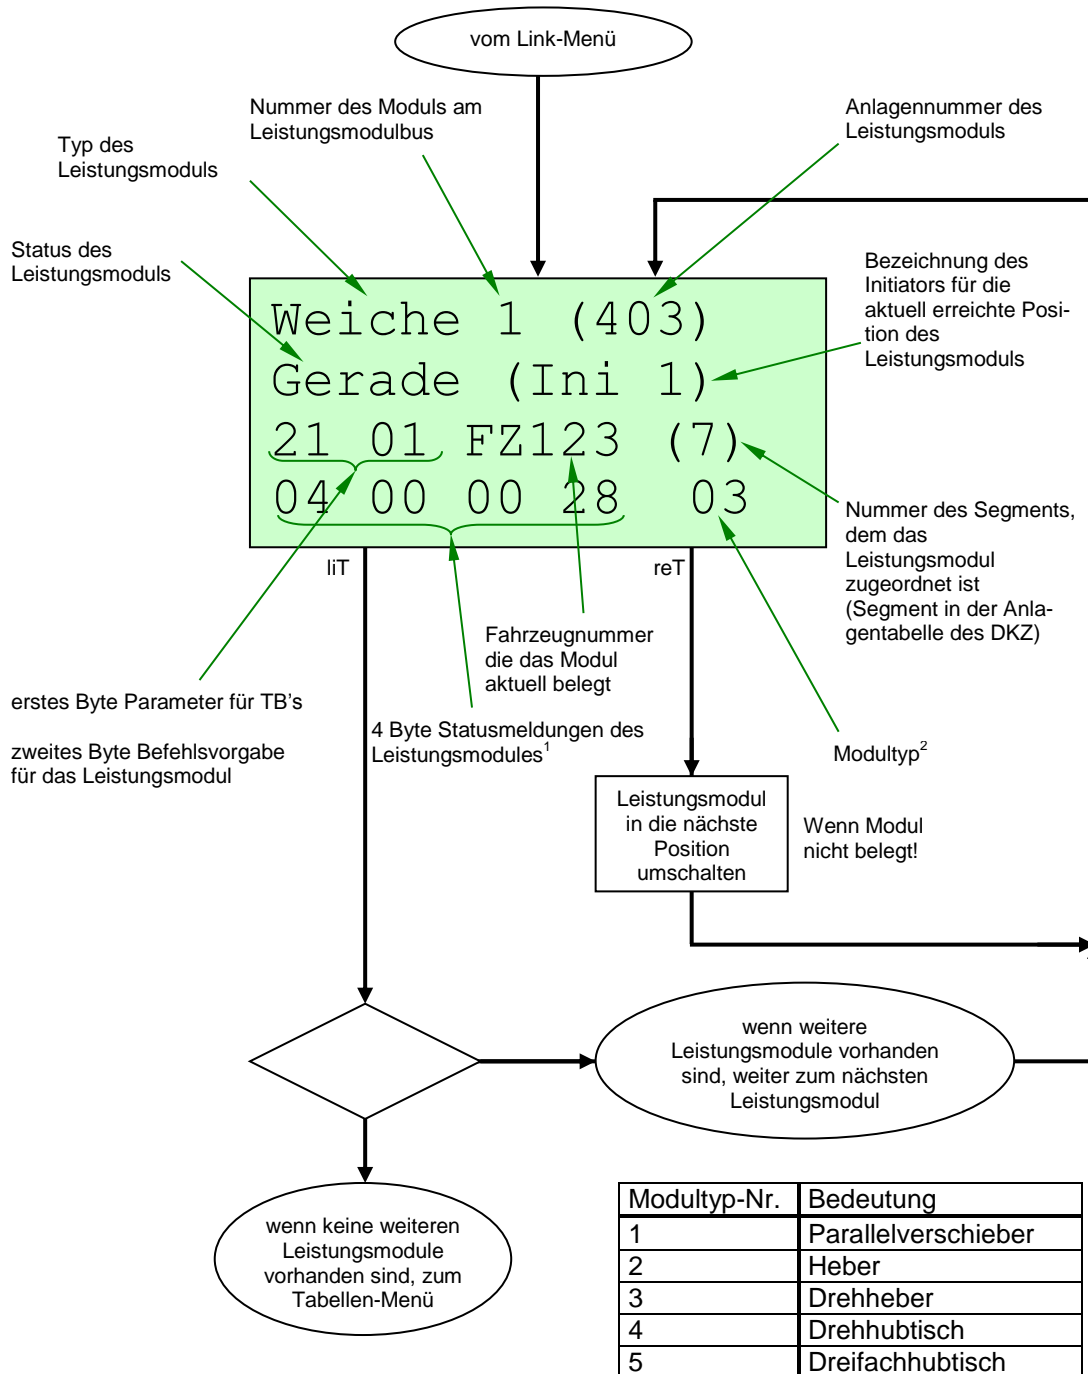 vom Link-Menü
Nummer des Moduls am
Leistungsmodulbus
Anlagennummer des
Leistungsmoduls
Typ des
Leistungsmoduls
Status des
Leistungsmoduls
Bezeichnung des
Initiators für die
aktuell erreichte Posi-
tion des
Leistungsmoduls
Weiche 1 (403)
Gerade (Ini 1)
21 01 FZ123 (7)
04 00 00 28 03
liT
reT
Nummer des Segments,
dem das
Leistungsmodul
zugeordnet ist
(Segment in der Anla-
gentabelle des DKZ)
Fahrzeugnummer
die das Modul
aktuell belegt
erstes Byte Parameter für TB's
zweites Byte Befehlsvorgabe
für das Leistungsmodul
4 Byte Statusmeldungen des
Leistungsmodules1
Modultyp2
Leistungsmodul
in die nächste
Position
umschalten
Wenn Modul
nicht belegt!
wenn weitere
Leistungsmodule vorhanden
sind, weiter zum nächsten
Leistungsmodul
wenn keine weiteren
Leistungsmodule
vorhanden sind, zum
Tabellen-Menü
Modultyp-Nr. Bedeutung
1 Parallelverschieber
2 Heber
3 Drehheber
4 Drehhubtisch
5 Dreifachhubtisch